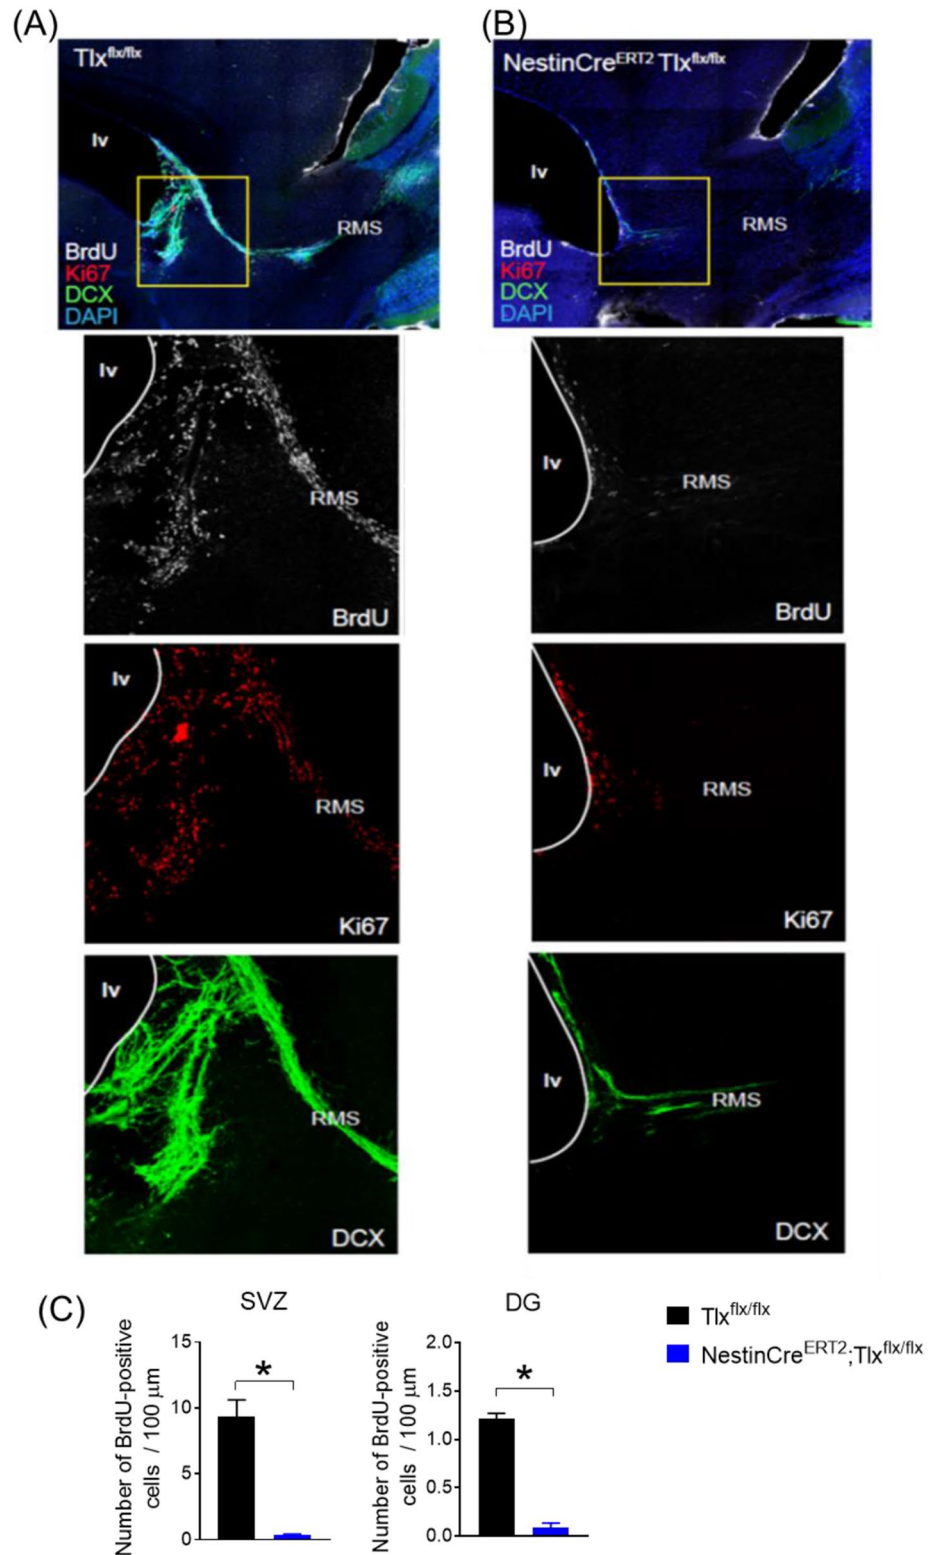 (A)
Tlx^flx/flx
lv
RMS
BrdU
Ki67
DCX
DAPI
lv
RMS
BrdU
lv
RMS
Ki67
lv
RMS
DCX
(B)
NestinCre^ERT2 Tlx^flx/flx
lv
RMS
BrdU
Ki67
DCX
DAPI
lv
RMS
BrdU
lv
RMS
Ki67
lv
RMS
DCX
(C)
SVZ
Number of BrdU-positive
cells / 100 µm
15
10
5
0
*
DG
Number of BrdU-positive
cells / 100 µm
2.0
1.5
1.0
0.5
0.0
*
Tlx^flx/flx
NestinCre^ERT2;Tlx^flx/flx